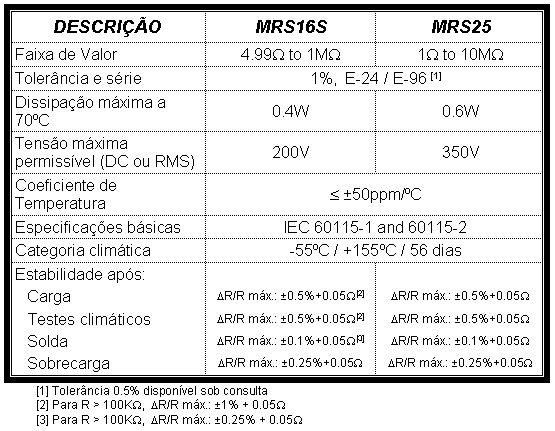 DESCRIÇÃO MRS16S MRS25
Faixa de Valor 4.99Ω to 1MΩ 1Ω to 10MΩ
Tolerância e série 1%, E-24 / E-96 [1]
Dissipação máxima a
70ºC 0.4W 0.6W
Tensão máxima
permissível (DC ou RMS) 200V 350V
Coeficiente de
Temperatura ≤ ±50ppm/ºC
Especificações básicas IEC 60115-1 and 60115-2
Categoria climática -55ºC / +155ºC / 56 dias
Estabilidade após:
Carga ΔR/R máx.: ±0.5%+0.05Ω[2] ΔR/R máx.: ±0.5%+0.05Ω
Testes climáticos ΔR/R máx.: ±0.5%+0.05Ω[2] ΔR/R máx.: ±0.5%+0.05Ω
Solda ΔR/R máx.: ±0.1%+0.05Ω[3] ΔR/R máx.: ±0.1%+0.05Ω
Sobrecarga ΔR/R máx.: ±0.25%+0.05Ω ΔR/R máx.: ±0.25%+0.05Ω
[1] Tolerância 0.5% disponível sob consulta
[2] Para R > 100KΩ, ΔR/R máx.: ±1% + 0.05Ω
[3] Para R > 100KΩ, ΔR/R máx.: ±0.25% + 0.05Ω